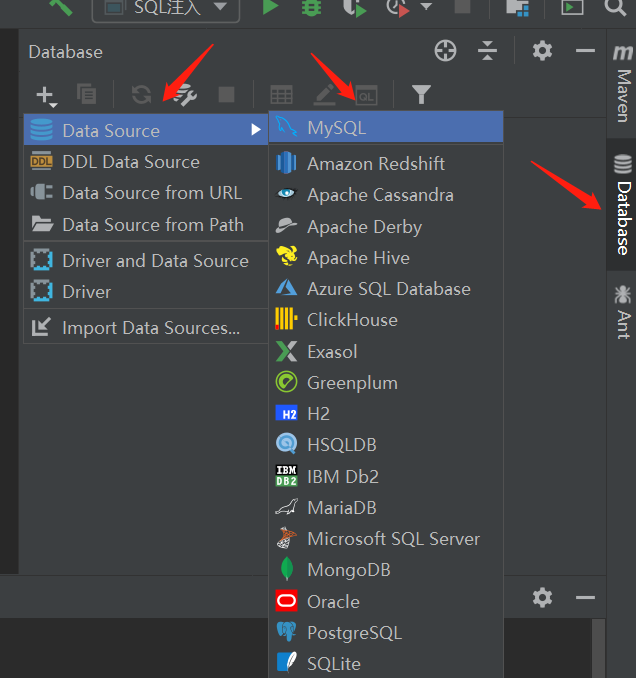 SQL注入
Database
QL
Data Source
DDL Data Source
DDL
Data Source from URL
Data Source from Path
Driver and Data Source
Driver
Import Data Sources...
MySQL
Amazon Redshift
Apache Cassandra
Apache Derby
Apache Hive
Azure SQL Database
ClickHouse
Exasol
Greenplum
H2
H2
HSQLDB
IBM
DB2
IBM Db2
MariaDB
Microsoft SQL Server
MongoDB
Oracle
PostgreSQL
SQLite
m
Maven
Database
Ant